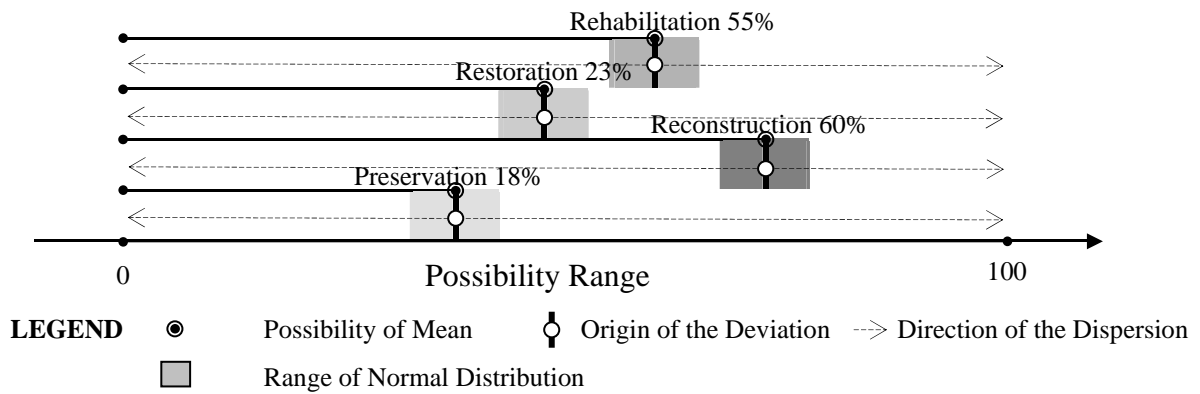 Rehabilitation 55%
Restoration 23%
Reconstruction 60%
Preservation 18%
0
Possibility Range
100
LEGEND Possibility of Mean Origin of the Deviation Direction of the Dispersion
Range of Normal Distribution